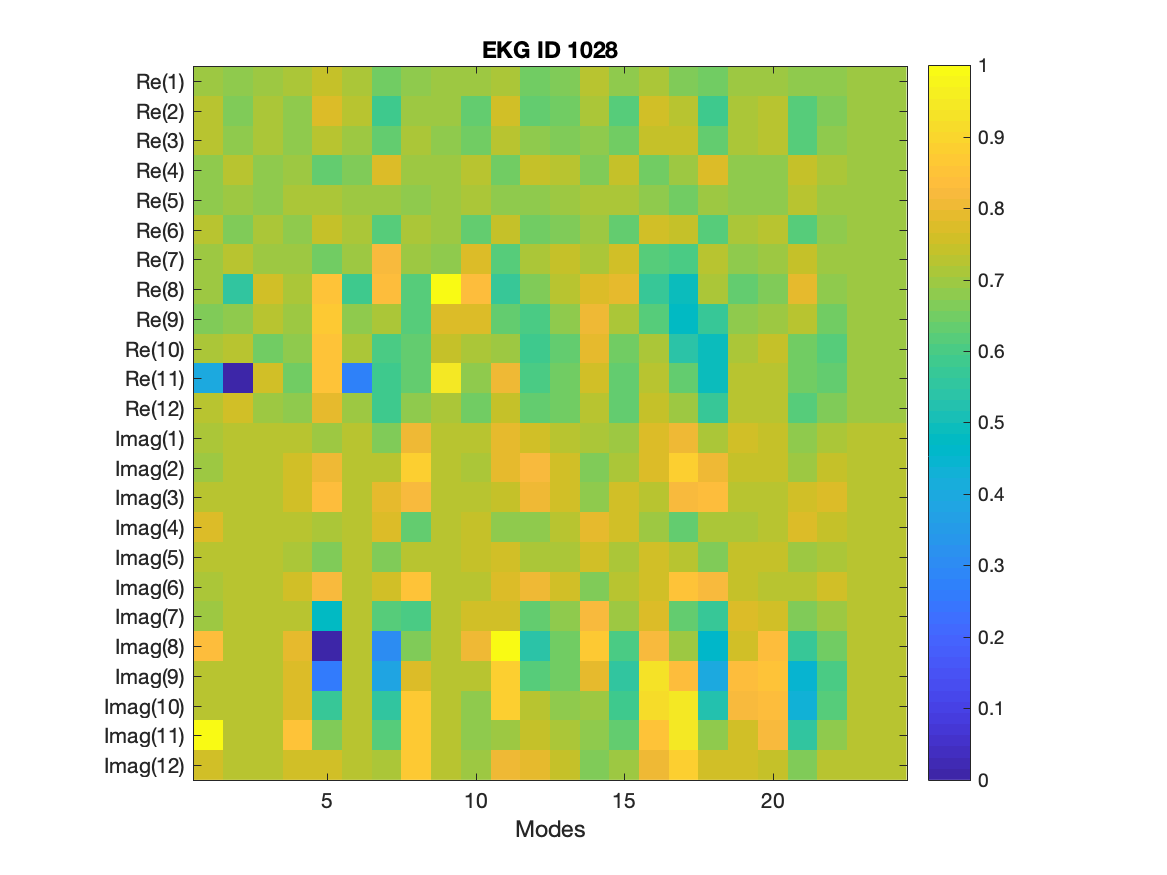 EKG ID 1028
Re(1)
Re(2)
Re(3)
Re(4)
Re(5)
Re(6)
Re(7)
Re(8)
Re(9)
Re(10)
Re(11)
Re(12)
Imag(1)
Imag(2)
Imag(3)
Imag(4)
Imag(5)
Imag(6)
Imag(7)
Imag(8)
Imag(9)
Imag(10)
Imag(11)
Imag(12)
5 10 15 20
Modes
1
0.9
0.8
0.7
0.6
0.5
0.4
0.3
0.2
0.1
0